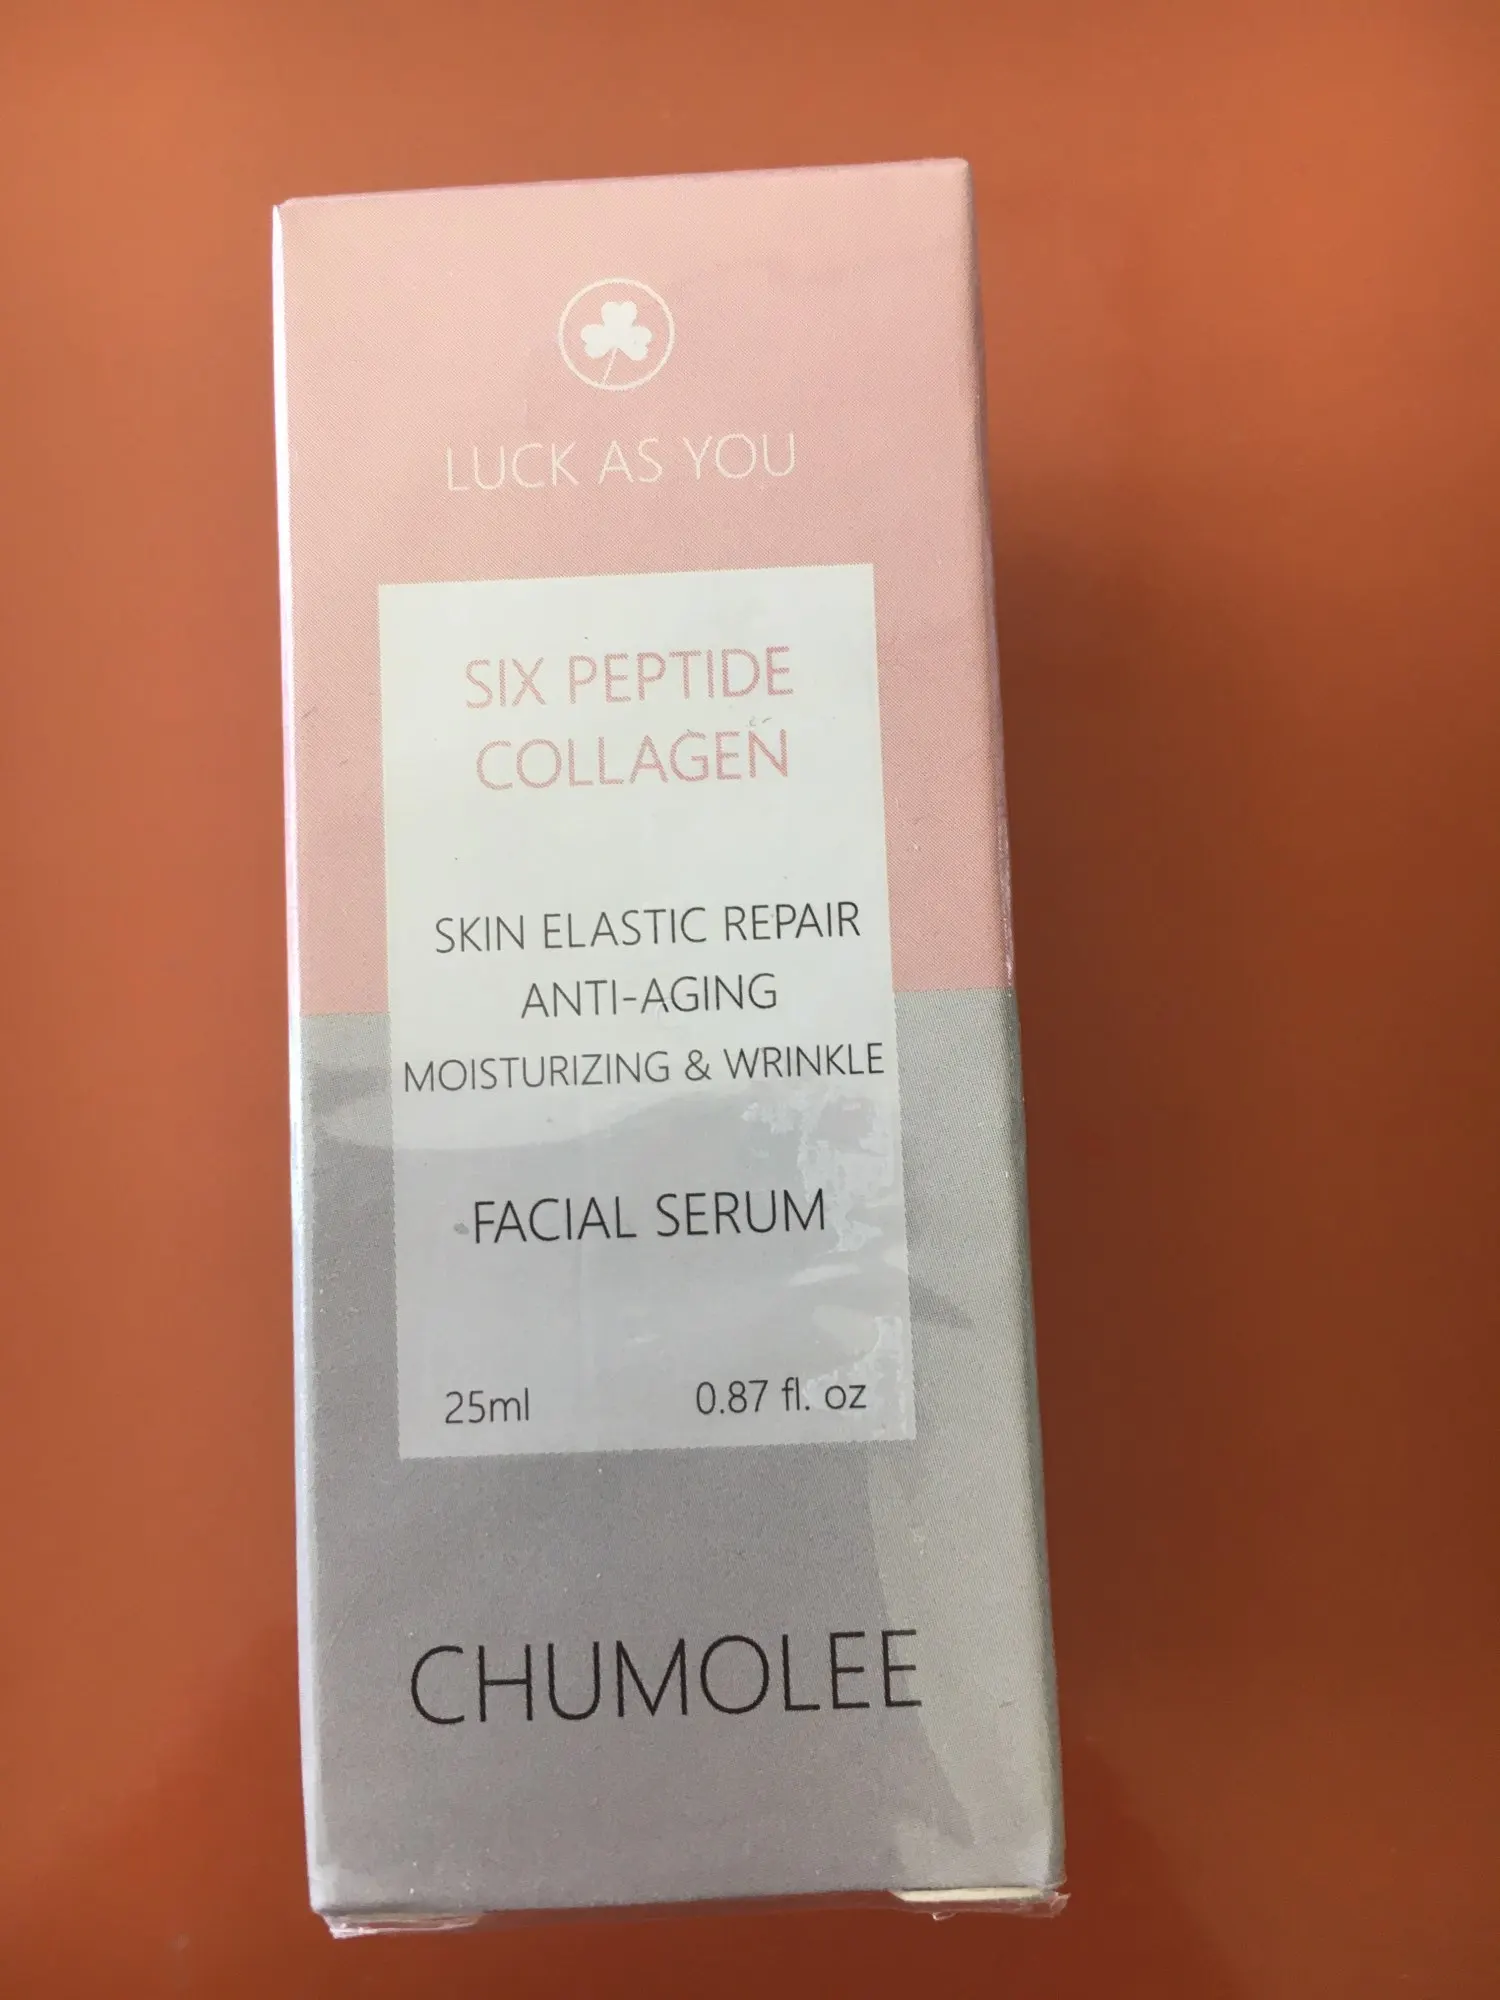 LUCK AS YOU
SIX PEPTIDE
COLLAGEN
SKIN ELASTIC REPAIR
ANTI-AGING
MOISTURIZING & WRINKLE
FACIAL SERUM
25ml 0.87 fl. oz
CHUMOLEE